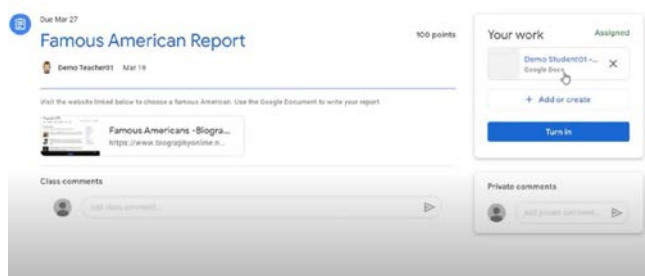 Due Mar 27
Famous American Report
100 points
Demo Teacher01 Mar 19
Visit the website linked below to choose a famous American. Use the Google Document to write your report.
Famous Americans -Biogra...
https://www.biographyonline.n...
Class comments
Add class comment...
Your work
Assigned
Demo Student01 -...
Google Docs
+ Add or create
Turn in
Private comments
Add private comment...